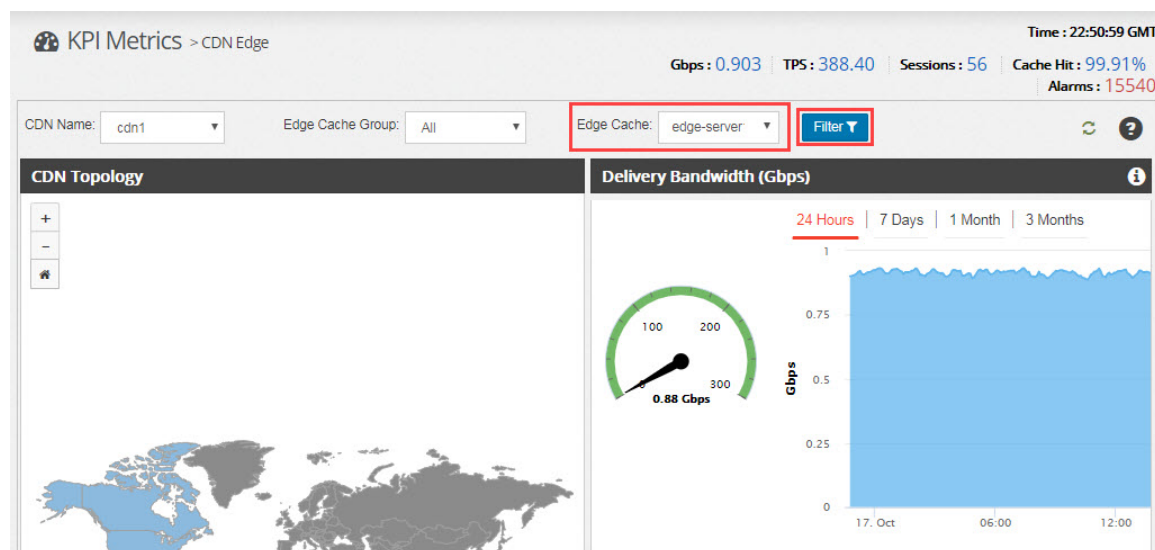 KPI Metrics > CDN Edge
Time : 22:50:59 GMT
Gbps : 0.903 TPS : 388.40 Sessions : 56 Cache Hit : 99.91%
Alarms : 15540
CDN Name: cdn1 Edge Cache Group: All Edge Cache: edge-server Filter
CDN Topology
+
−
Delivery Bandwidth (Gbps)
24 Hours | 7 Days | 1 Month | 3 Months
100 200
0 300
0.88 Gbps
Gbps
1
0.75
0.5
0.25
0
17. Oct 06:00 12:00